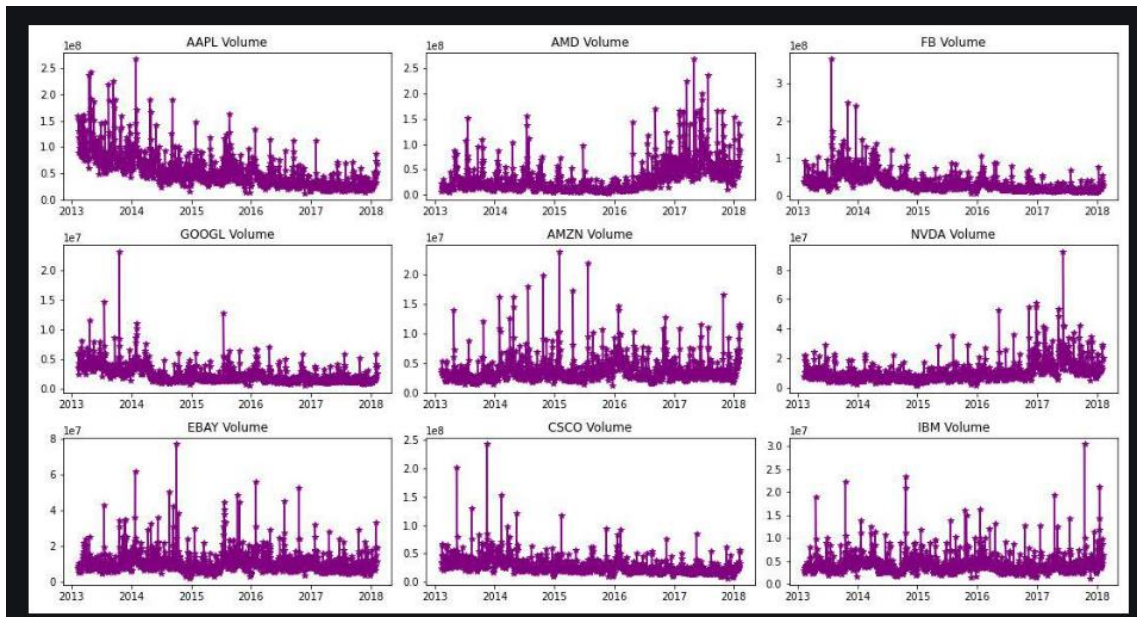 AAPL Volume
1e8
2.5
2.0
1.5
1.0
0.5
0.0
2013 2014 2015 2016 2017 2018
AMD Volume
1e8
2.5
2.0
1.5
1.0
0.5
0.0
2013 2014 2015 2016 2017 2018
FB Volume
1e8
3
2
1
0
2013 2014 2015 2016 2017 2018
GOOGL Volume
1e7
2.0
1.5
1.0
0.5
0.0
2013 2014 2015 2016 2017 2018
AMZN Volume
1e7
2.0
1.5
1.0
0.5
0.0
2013 2014 2015 2016 2017 2018
NVDA Volume
1e7
8
6
4
2
0
2013 2014 2015 2016 2017 2018
EBAY Volume
1e7
8
6
4
2
0
2013 2014 2015 2016 2017 2018
CSCO Volume
1e8
2.5
2.0
1.5
1.0
0.5
0.0
2013 2014 2015 2016 2017 2018
IBM Volume
1e7
3.0
2.5
2.0
1.5
1.0
0.5
0.0
2013 2014 2015 2016 2017 2018